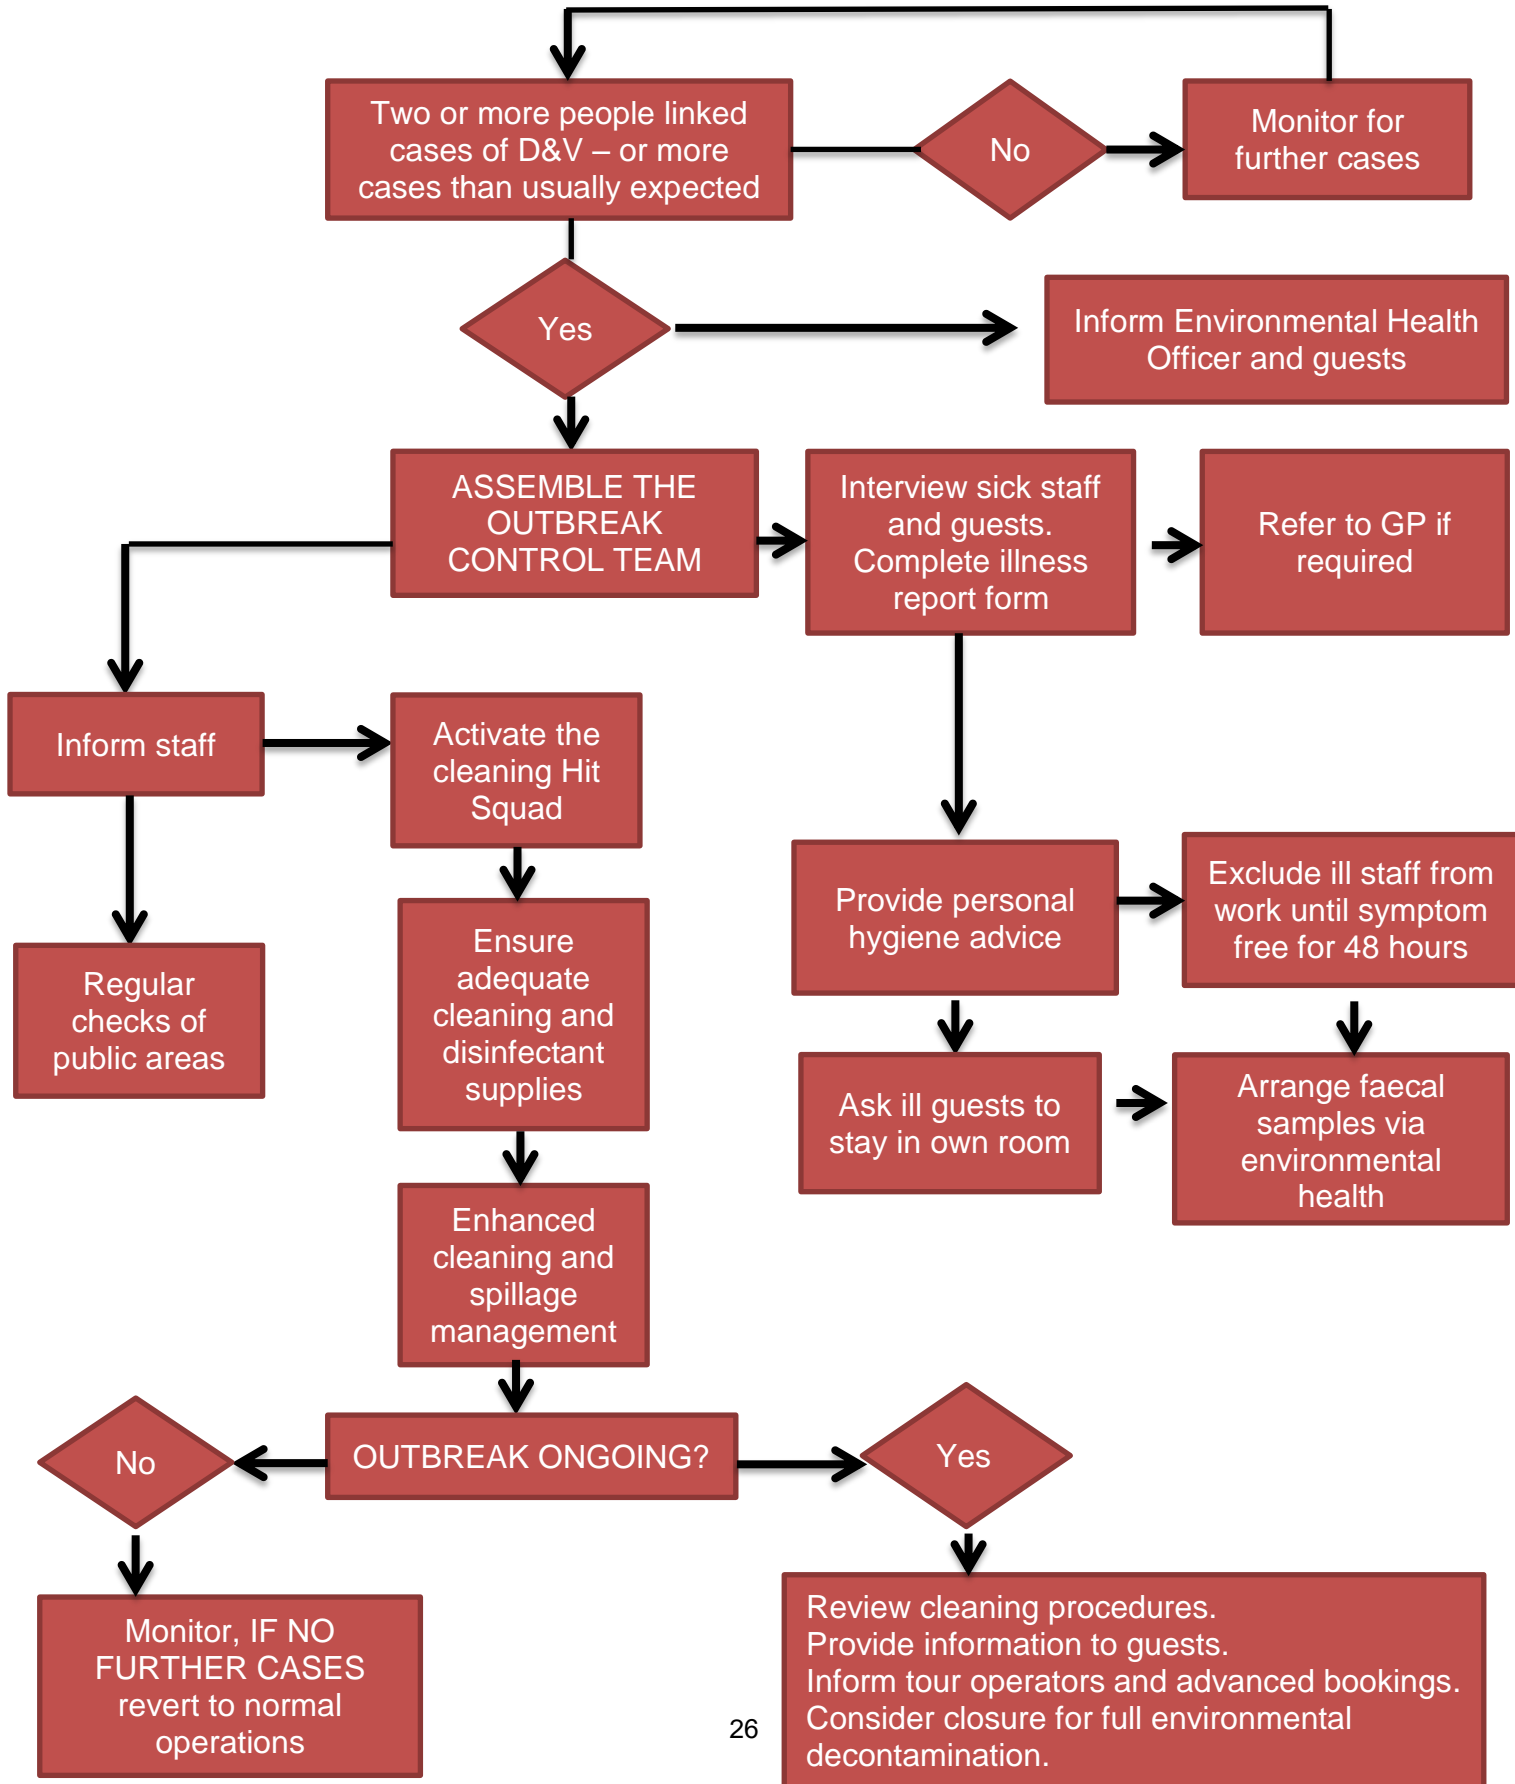 Two or more people linked
cases of D&V – or more
cases than usually expected
No
Monitor for
further cases
Yes
Inform Environmental Health
Officer and guests
ASSEMBLE THE
OUTBREAK
CONTROL TEAM
Interview sick staff
and guests.
Complete illness
report form
Refer to GP if
required
Inform staff
Activate the
cleaning Hit
Squad
Provide personal
hygiene advice
Exclude ill staff from
work until symptom
free for 48 hours
Regular
checks of
public areas
Ensure
adequate
cleaning and
disinfectant
supplies
Ask ill guests to
stay in own room
Arrange faecal
samples via
environmental
health
Enhanced
cleaning and
spillage
management
No
OUTBREAK ONGOING?
Yes
Monitor, IF NO
FURTHER CASES
revert to normal
operations
Review cleaning procedures.
Provide information to guests.
Inform tour operators and advanced bookings.
Consider closure for full environmental
decontamination.
26